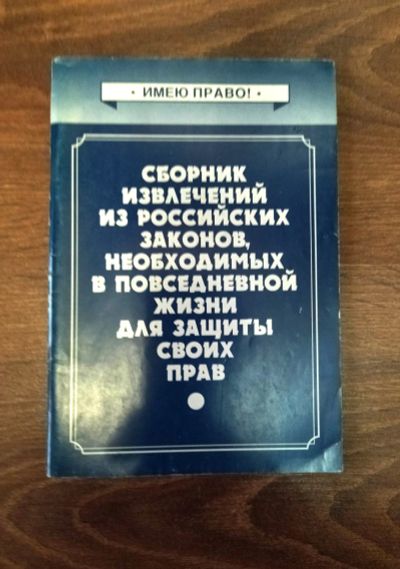 • ИМЕЮ ПРАВО! •
СБОРНИК
ИЗВЛЕЧЕНИЙ
ИЗ РОССИЙСКИХ
ЗАКОНОВ,
НЕОБХОДИМЫХ
В ПОВСЕДНЕВНОЙ
ЖИЗНИ
ДЛЯ ЗАЩИТЫ
СВОИХ
ПРАВ